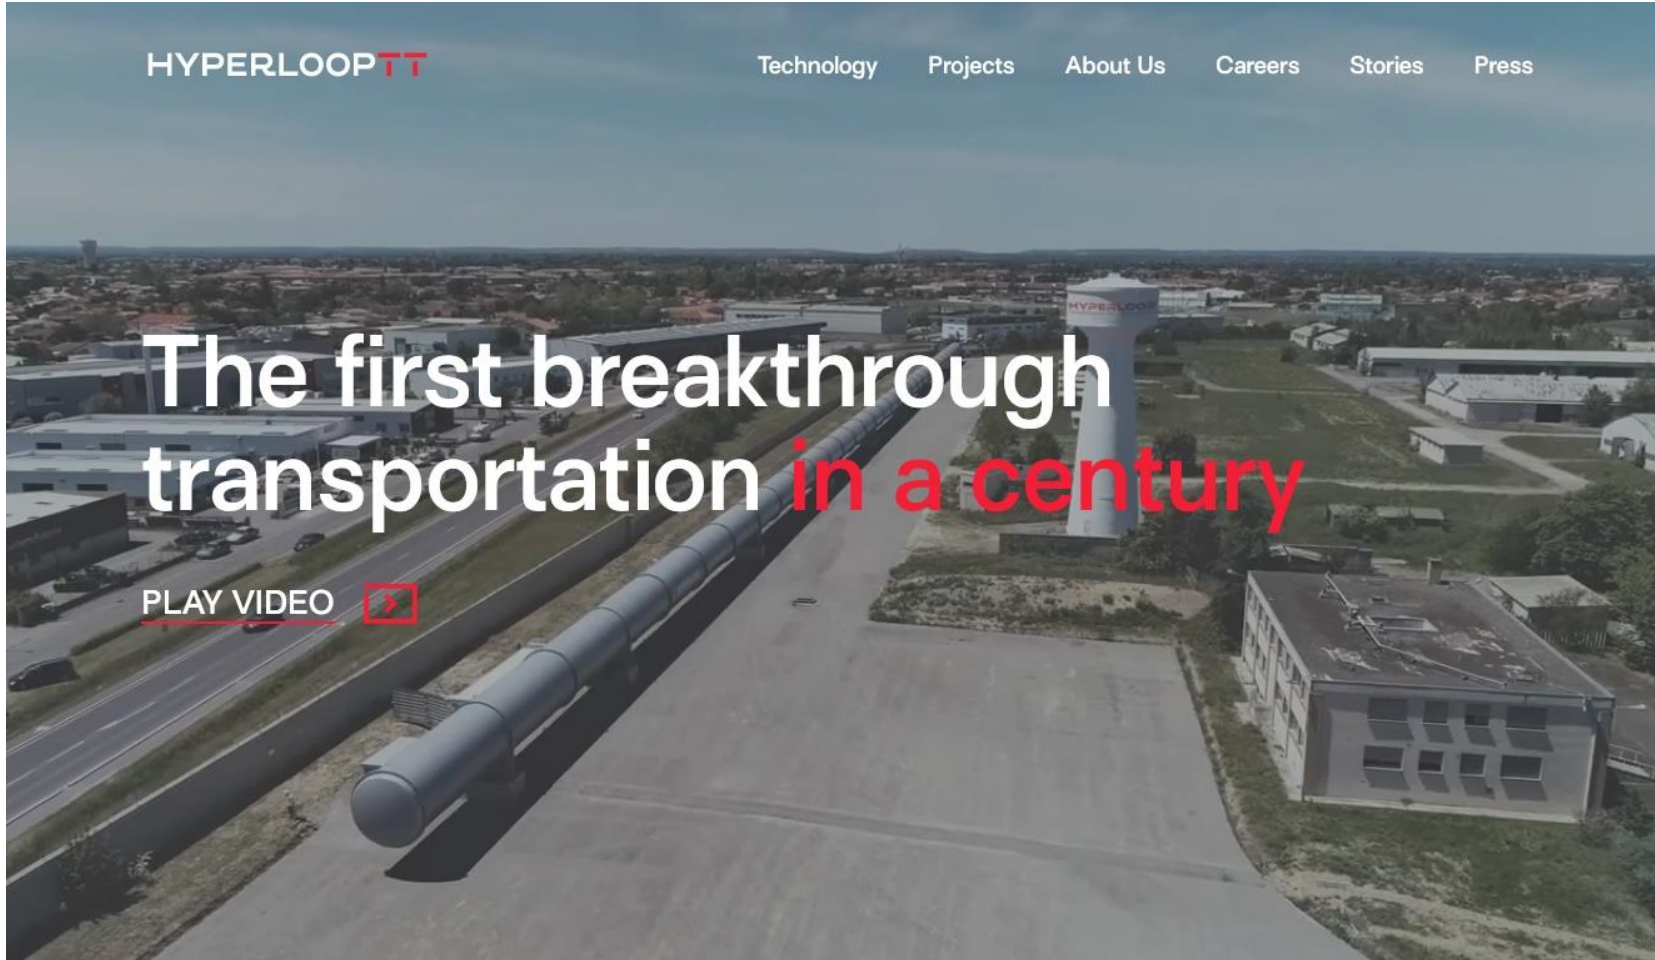 HYPERLOOPTT
Technology
Projects
About Us
Careers
Stories
Press
HYPERLOOP
The first breakthrough
transportation in a century
PLAY VIDEO